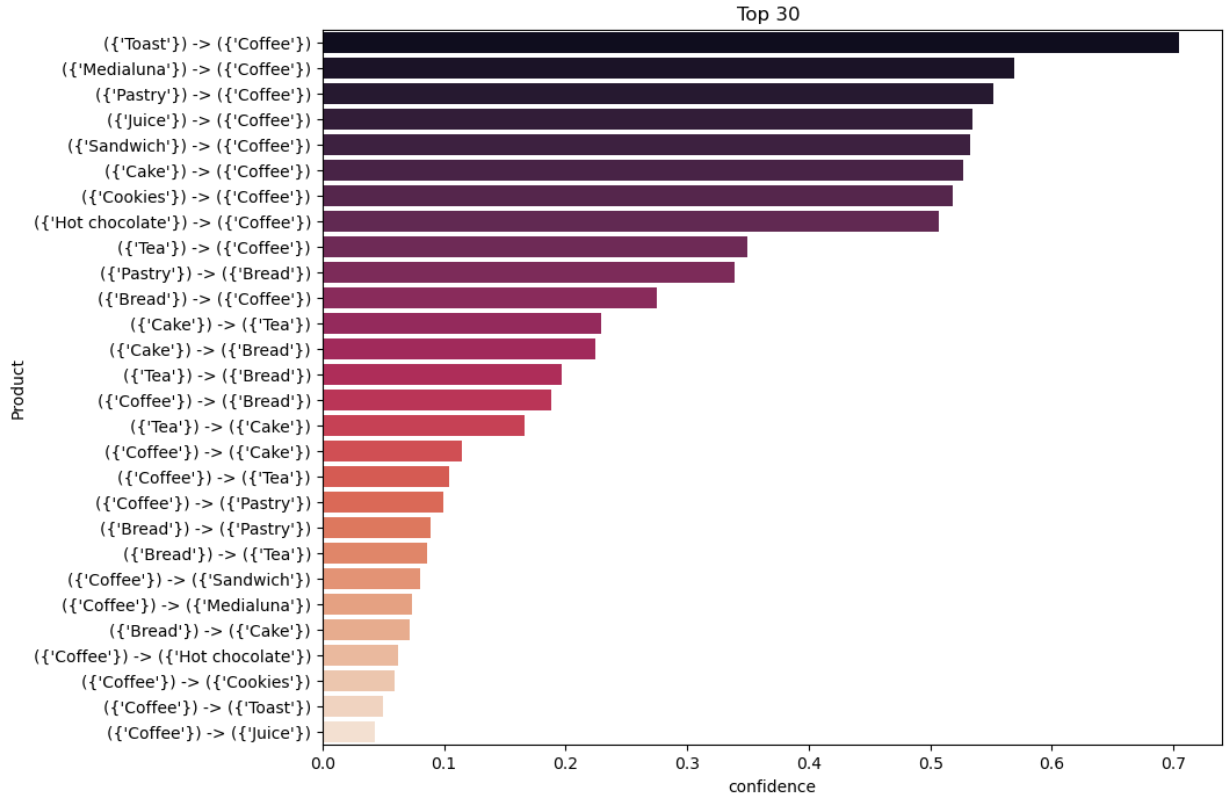 Top 30
({'Toast'}) -> ({'Coffee'})
({'Medialuna'}) -> ({'Coffee'})
({'Pastry'}) -> ({'Coffee'})
({'Juice'}) -> ({'Coffee'})
({'Sandwich'}) -> ({'Coffee'})
({'Cake'}) -> ({'Coffee'})
({'Cookies'}) -> ({'Coffee'})
({'Hot chocolate'}) -> ({'Coffee'})
({'Tea'}) -> ({'Coffee'})
({'Pastry'}) -> ({'Bread'})
({'Bread'}) -> ({'Coffee'})
({'Cake'}) -> ({'Tea'})
({'Cake'}) -> ({'Bread'})
({'Tea'}) -> ({'Bread'})
({'Coffee'}) -> ({'Bread'})
({'Tea'}) -> ({'Cake'})
({'Coffee'}) -> ({'Cake'})
({'Coffee'}) -> ({'Tea'})
({'Coffee'}) -> ({'Pastry'})
({'Bread'}) -> ({'Pastry'})
({'Bread'}) -> ({'Tea'})
({'Coffee'}) -> ({'Sandwich'})
({'Coffee'}) -> ({'Medialuna'})
({'Bread'}) -> ({'Cake'})
({'Coffee'}) -> ({'Hot chocolate'})
({'Coffee'}) -> ({'Cookies'})
({'Coffee'}) -> ({'Toast'})
({'Coffee'}) -> ({'Juice'})
Product
0.0 0.1 0.2 0.3 0.4 0.5 0.6 0.7
confidence